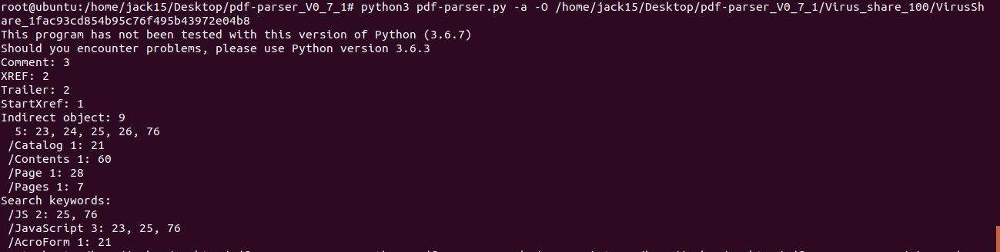 root@ubuntu:/home/jack15/Desktop/pdf-parser_V0_7_1# python3 pdf-parser.py -a -O /home/jack15/Desktop/pdf-parser_V0_7_1/Virus_share_100/VirusSh
are_1fac93cd854b95c76f495b43972e04b8
This program has not been tested with this version of Python (3.6.7)
Should you encounter problems, please use Python version 3.6.3
Comment: 3
XREF: 2
Trailer: 2
StartXref: 1
Indirect object: 9
  5: 23, 24, 25, 26, 76
 /Catalog 1: 21
 /Contents 1: 60
 /Page 1: 28
 /Pages 1: 7
Search keywords:
 /JS 2: 25, 76
 /JavaScript 3: 23, 25, 76
 /AcroForm 1: 21